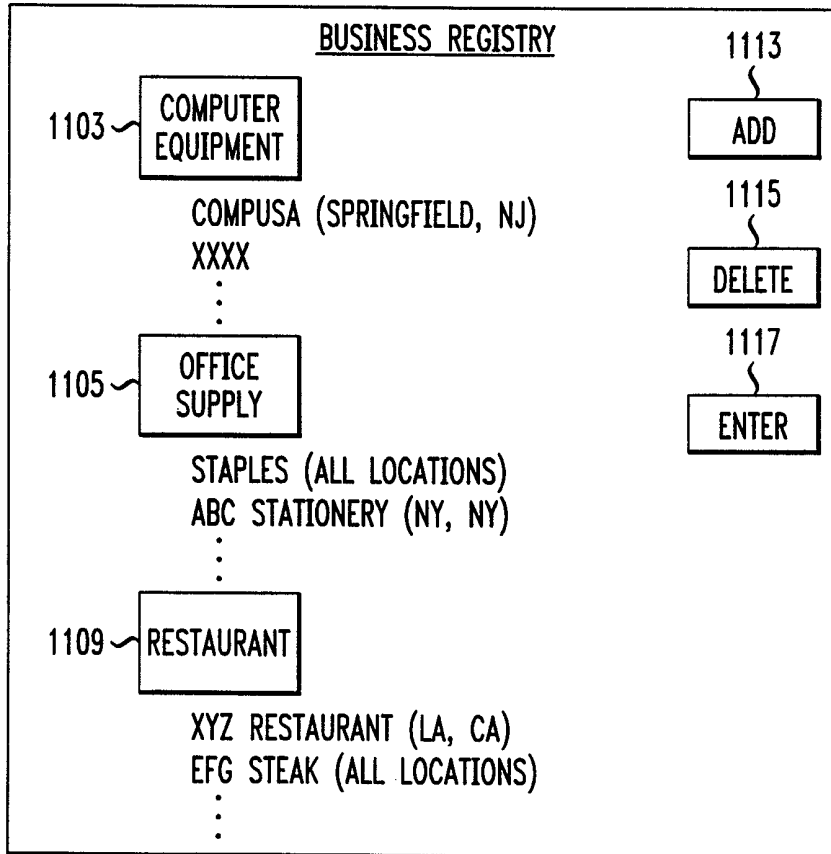 BUSINESS REGISTRY
1103
COMPUTER
EQUIPMENT
COMPUSA (SPRINGFIELD, NJ)
XXXX
1105
OFFICE
SUPPLY
STAPLES (ALL LOCATIONS)
ABC STATIONERY (NY, NY)
1109
RESTAURANT
XYZ RESTAURANT (LA, CA)
EFG STEAK (ALL LOCATIONS)
1113
ADD
1115
DELETE
1117
ENTER